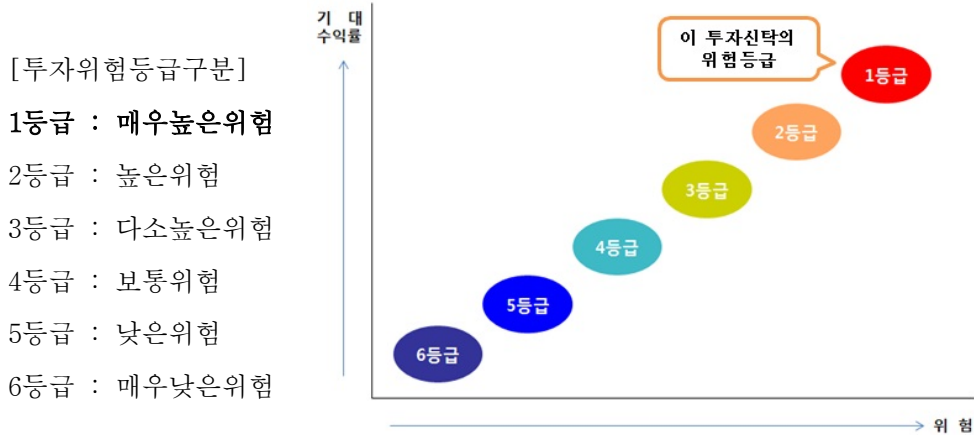 [투자위험등급구분]
1등급 : 매우높은위험
2등급 : 높은위험
3등급 : 다소높은위험
4등급 : 보통위험
5등급 : 낮은위험
6등급 : 매우낮은위험
기 대
수익률
이 투자신탁의
위험등급
1등급
2등급
3등급
4등급
5등급
6등급
위 험